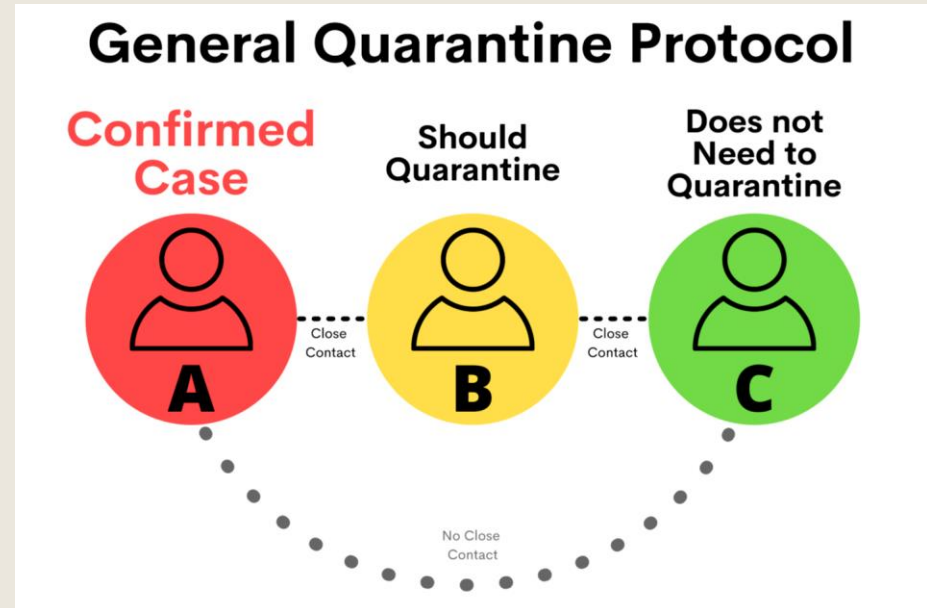 General Quarantine Protocol
Confirmed
Case
Should
Quarantine
Does not
Need to
Quarantine
Close
Contact
Close
Contact
A
B
C
No Close
Contact